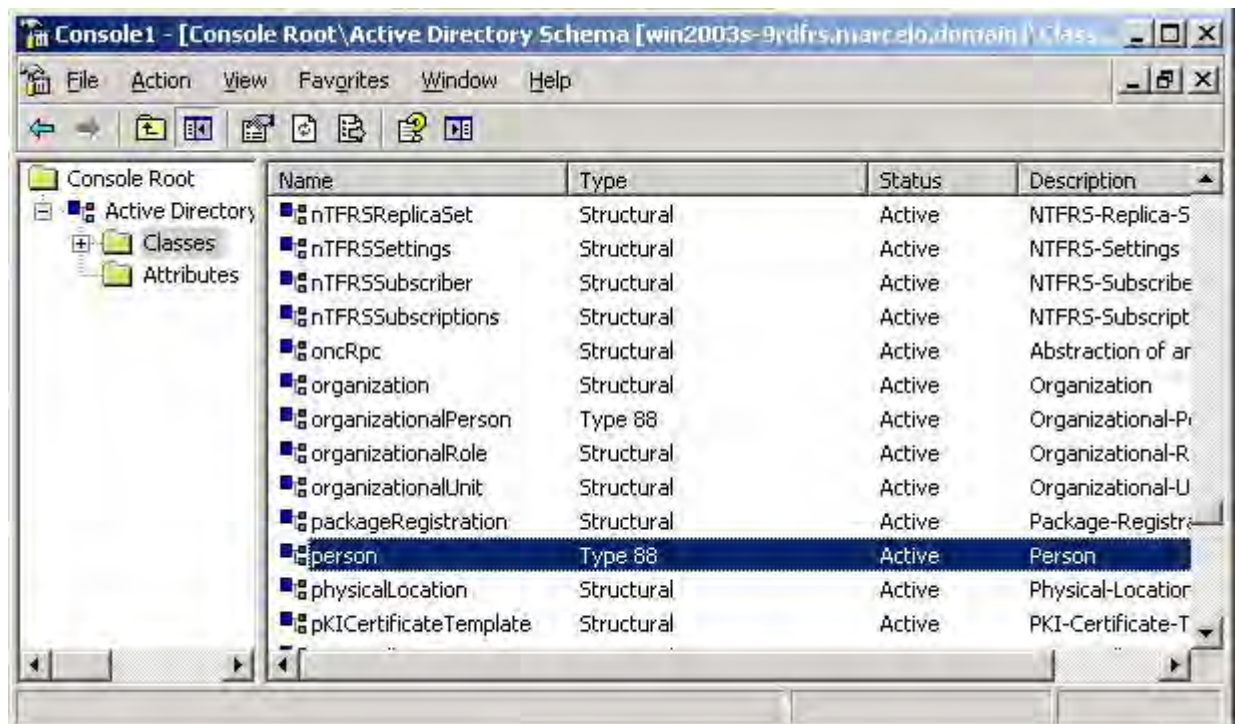 Console1 - [Console Root\Active Directory Schema [win2003s-9rdfrs.marcelo.domain]\Class
File Action View Favorites Window Help
Console Root
Active Directory
Classes
Attributes
Name Type Status Description
nTFRSReplicaSet Structural Active NTFRS-Replica-S
nTFRSSettings Structural Active NTFRS-Settings
nTFRSSubscriber Structural Active NTFRS-Subscribe
nTFRSSubscriptions Structural Active NTFRS-Subscript
oncRpc Structural Active Abstraction of an
organization Structural Active Organization
organizationalPerson Type 88 Active Organizational-P
organizationalRole Structural Active Organizational-R
organizationalUnit Structural Active Organizational-U
packageRegistration Structural Active Package-Registra
person Type 88 Active Person
physicalLocation Structural Active Physical-Location
pKICertificateTemplate Structural Active PKI-Certificate-T